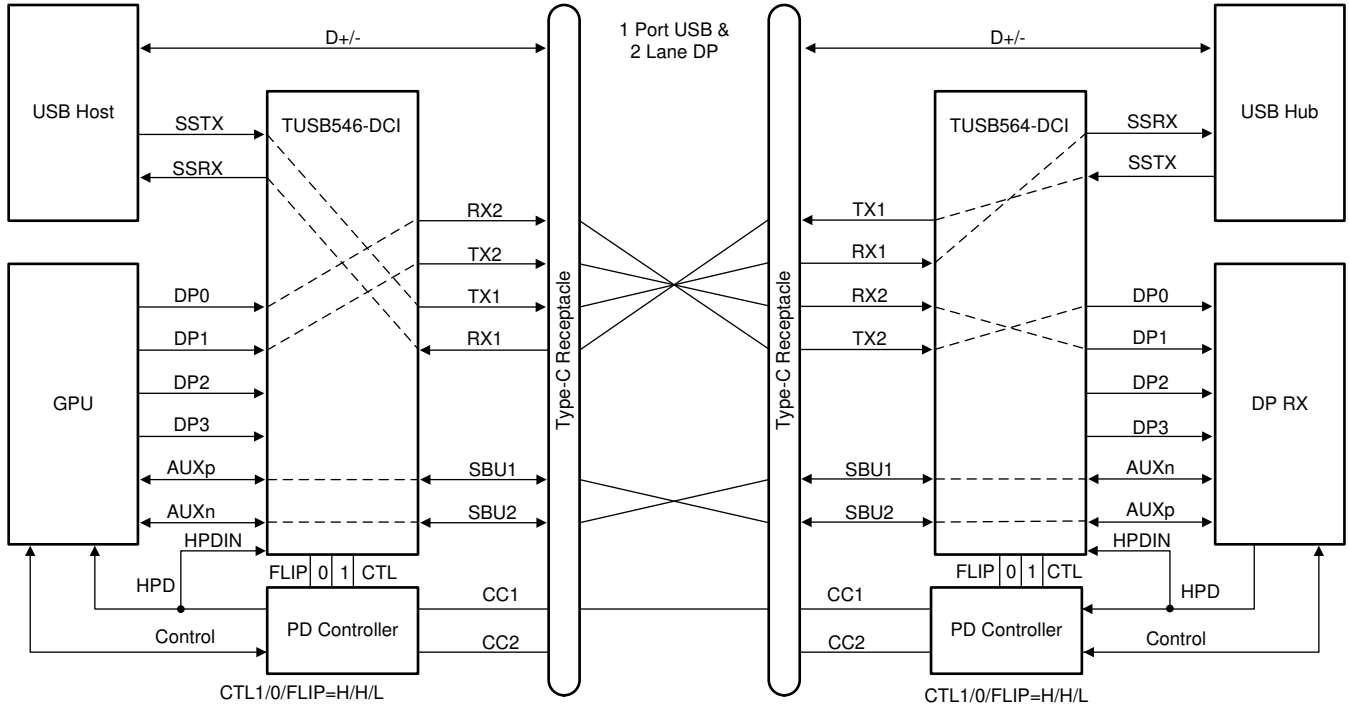 1 Port USB &
2 Lane DP
USB Host
D+/-
SSTX
SSRX
TUSB546-DCI
RX2
TX2
TX1
RX1
GPU
DP0
DP1
DP2
DP3
AUXp
AUXn
SBU1
SBU2
HPDIN
FLIP 0 1 CTL
HPD
Control
PD Controller
CC1
CC2
CTL1/0/FLIP=H/H/L
Type-C Receptacle
Type-C Receptacle
D+/-
USB Hub
TUSB564-DCI
SSRX
SSTX
TX1
RX1
RX2
TX2
DP0
DP1
DP2
DP3
DP RX
SBU1
SBU2
AUXn
AUXp
HPDIN
FLIP 0 1 CTL
HPD
CC1
CC2
PD Controller
Control
CTL1/0/FLIP=H/H/L